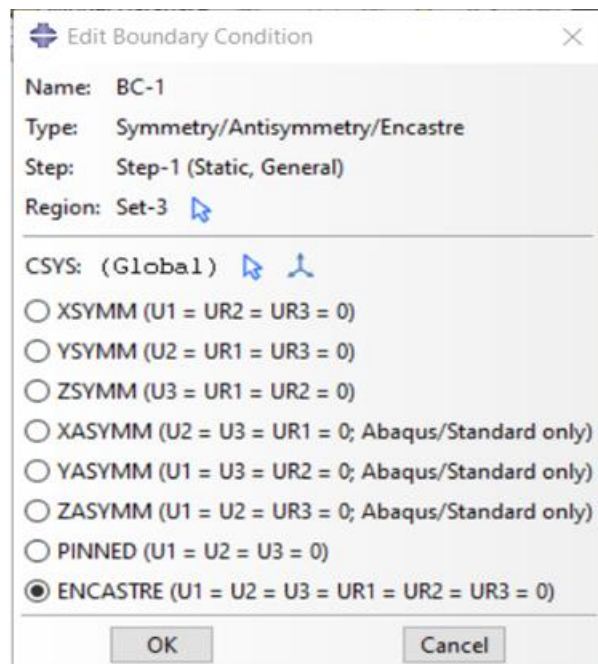 Edit Boundary Condition
Name: BC-1
Type: Symmetry/Antisymmetry/Encastre
Step: Step-1 (Static, General)
Region: Set-3
CSYS: (Global)
XSYMM (U1 = UR2 = UR3 = 0)
YSYMM (U2 = UR1 = UR3 = 0)
ZSYMM (U3 = UR1 = UR2 = 0)
XASYMM (U2 = U3 = UR1 = 0; Abaqus/Standard only)
YASYMM (U1 = U3 = UR2 = 0; Abaqus/Standard only)
ZASYMM (U1 = U2 = UR3 = 0; Abaqus/Standard only)
PINNED (U1 = U2 = U3 = 0)
ENCASTRE (U1 = U2 = U3 = UR1 = UR2 = UR3 = 0)
OK Cancel